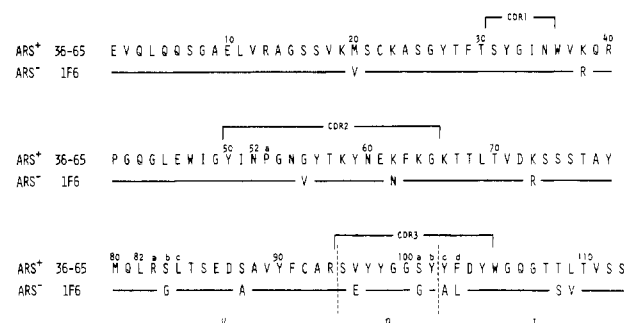 CDR1
10 20 30 40
ARS+ 36-65 E V Q L Q Q S G A E L V R A G S S V K M S C K A S G Y T F T S Y G I N W V K Q R
ARS- 1F6 V R
CDR2
50 52 a 60 70
ARS+ 36-65 P G Q G L E W I G Y I N P G N G Y T K Y N E K F K G K T T L T V D K S S S T A Y
ARS- 1F6 V N R
CDR3
80 82 a b c 90 100 a b c d 110
ARS+ 36-65 M Q L R S L T S E D S A V Y F C A R S V Y Y G G S Y Y F D Y W G Q G T T L T V S S
ARS- 1F6 G A E G A L S V